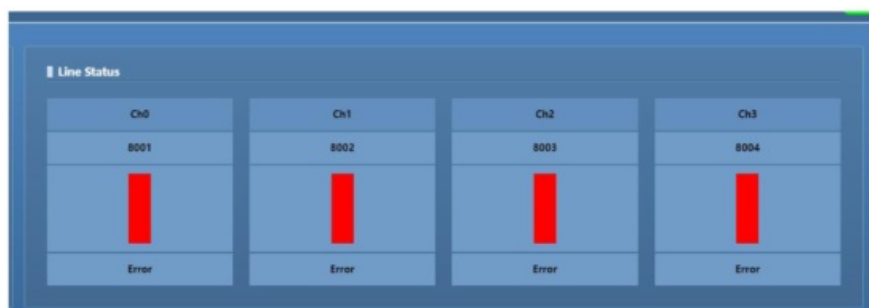 Line Status
Ch0 Ch1 Ch2 Ch3
8001 8002 8003 8004
Error Error Error Error